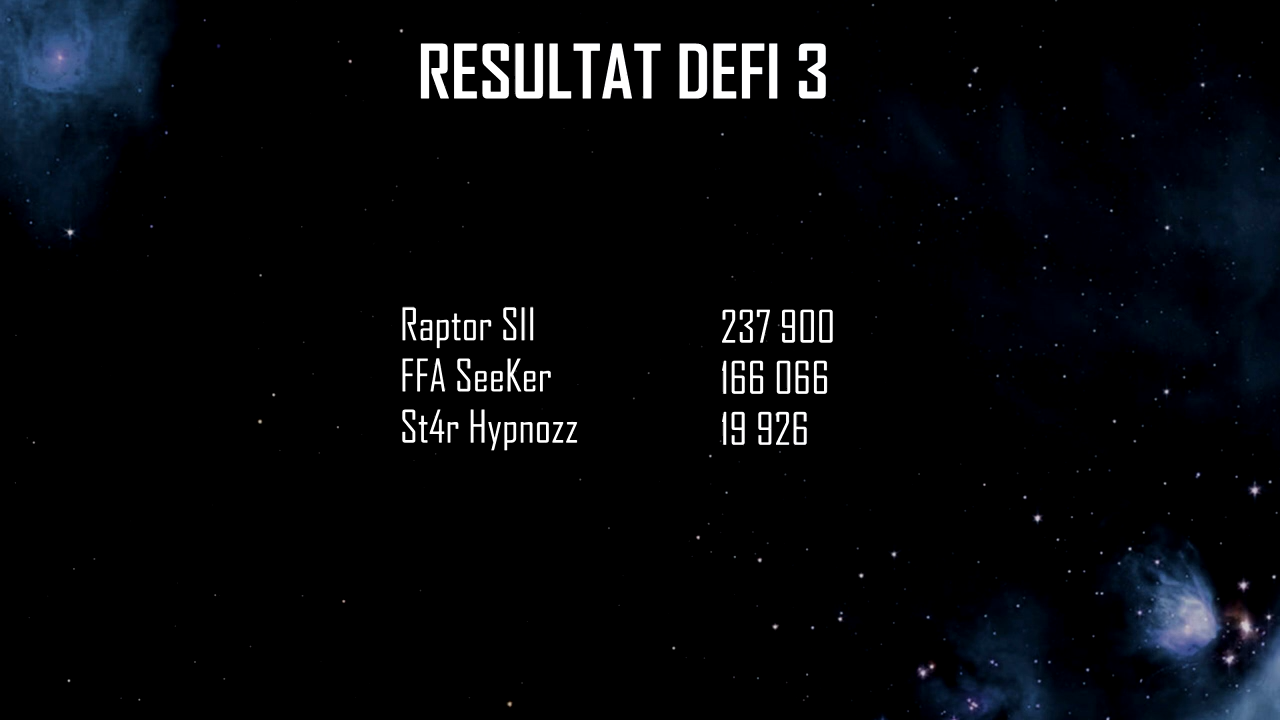 RESULTAT DEFI 3
Raptor SII 237 900
FFA SeeKer 166 066
St4r Hypnozz 19 926